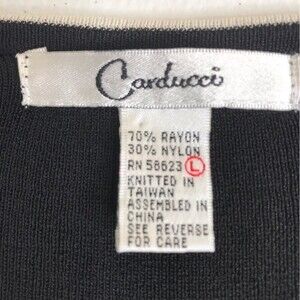 Carducci
70% RAYON
30% NYLON
RN 58623 L
KNITTED IN
TAIWAN
ASSEMBLED IN
CHINA
SEE REVERSE
FOR CARE